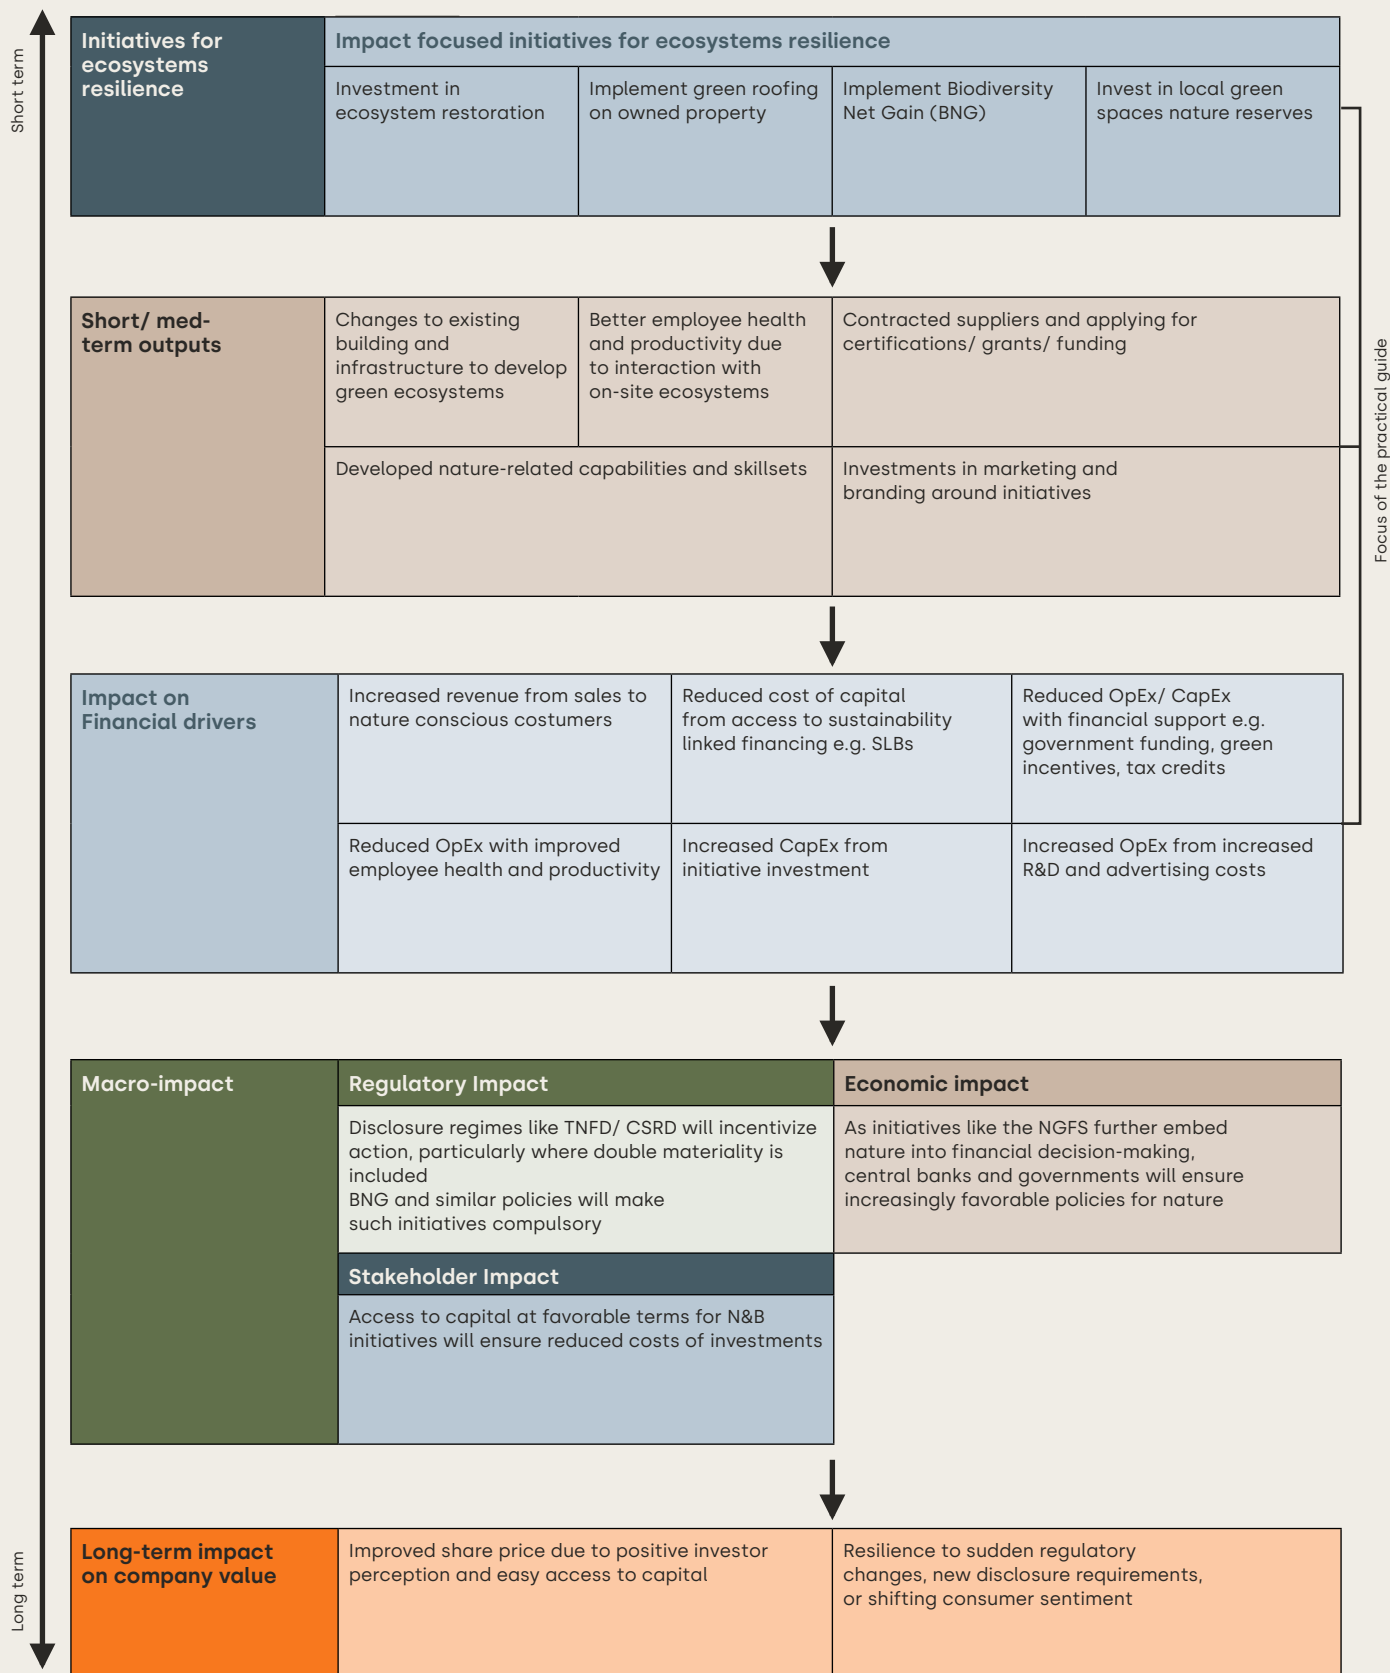 Short term
Initiatives for
ecosystems
resilience
Impact focused initiatives for ecosystems resilience
Investment in
ecosystem restoration
Implement green roofing
on owned property
Implement Biodiversity
Net Gain (BNG)
Invest in local green
spaces nature reserves
Focus of the practical guide
Short/ med-
term outputs
Changes to existing
building and
infrastructure to develop
green ecosystems
Better employee health
and productivity due
to interaction with
on-site ecosystems
Contracted suppliers and applying for
certifications/ grants/ funding
Developed nature-related capabilities and skillsets
Investments in marketing and
branding around initiatives
Impact on
Financial drivers
Increased revenue from sales to
nature conscious costumers
Reduced cost of capital
from access to sustainability
linked financing e.g. SLBs
Reduced OpEx/ CapEx
with financial support e.g.
government funding, green
incentives, tax credits
Reduced OpEx with improved
employee health and productivity
Increased CapEx from
initiative investment
Increased OpEx from increased
R&D and advertising costs
Macro-impact
Regulatory Impact
Disclosure regimes like TNFD/ CSRD will incentivize
action, particularly where double materiality is
included
BNG and similar policies will make
such initiatives compulsory
Economic impact
As initiatives like the NGFS further embed
nature into financial decision-making,
central banks and governments will ensure
increasingly favorable policies for nature
Stakeholder Impact
Access to capital at favorable terms for N&B
initiatives will ensure reduced costs of investments
Long term
Long-term impact
on company value
Improved share price due to positive investor
perception and easy access to capital
Resilience to sudden regulatory
changes, new disclosure requirements,
or shifting consumer sentiment